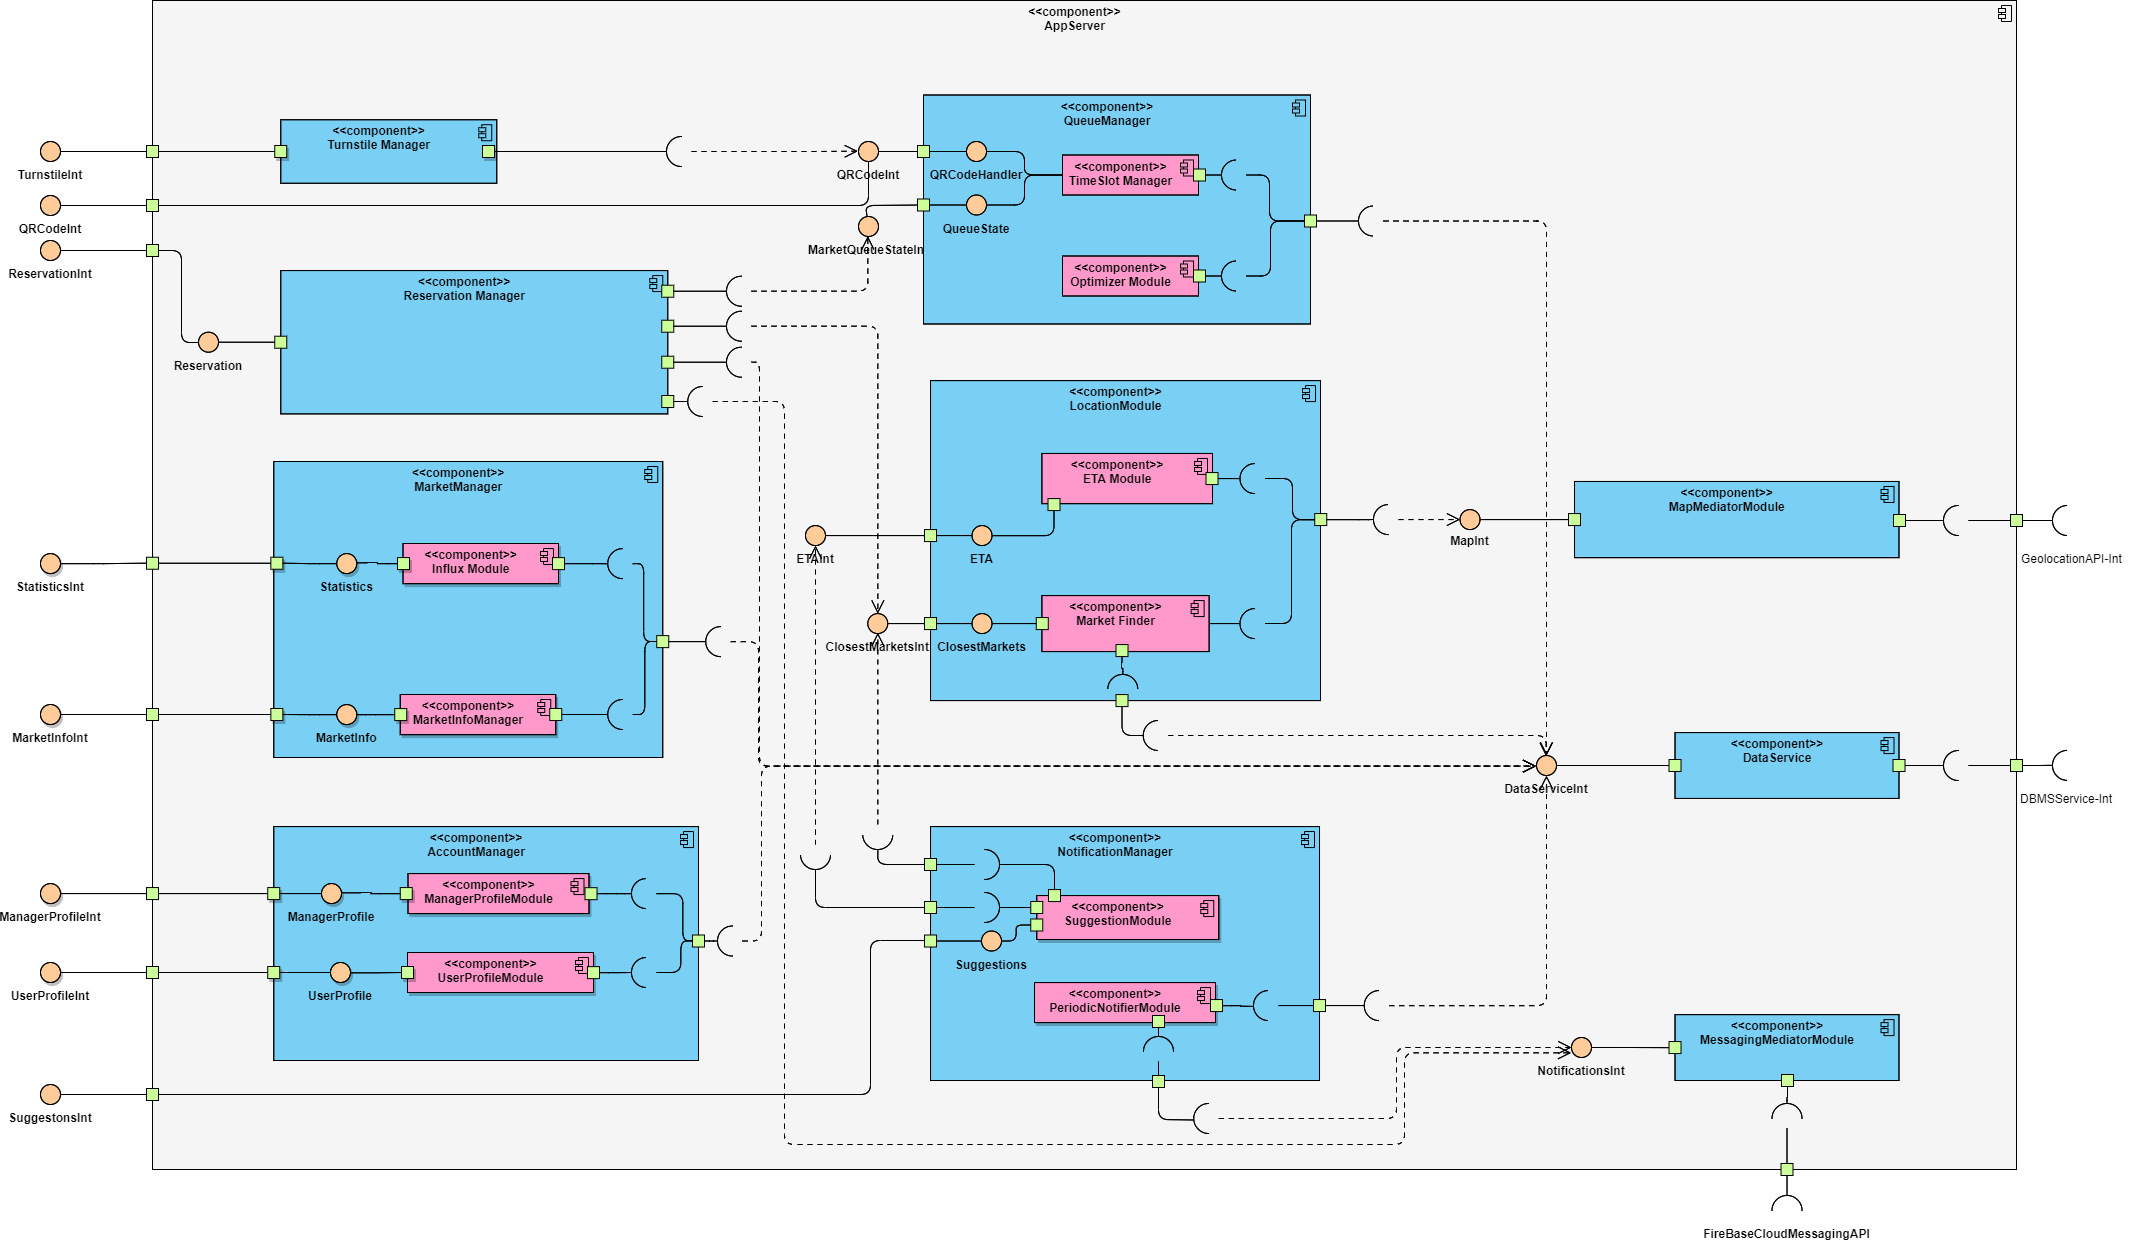 <<component>>
AppServer
<<component>>
Turnstile Manager
<<component>>
QueueManager
TurnstileInt
QRCodeInt
QRCodeHandler
<<component>>
TimeSlot Manager
QRCodeInt
QueueState
MarketQueueStateIn
ReservationInt
<<component>>
Reservation Manager
<<component>>
Optimizer Module
Reservation
<<component>>
LocationModule
<<component>>
MarketManager
<<component>>
ETA Module
<<component>>
MapMediatorModule
MapInt
GeolocationAPI-Int
ETAInt
ETA
<<component>>
Influx Module
StatisticsInt
Statistics
<<component>>
Market Finder
ClosestMarketsInt
ClosestMarkets
<<component>>
MarketInfoManager
MarketInfoInt
MarketInfo
<<component>>
DataService
DataServiceInt
DBMSService-Int
<<component>>
AccountManager
<<component>>
NotificationManager
<<component>>
ManagerProfileModule
ManagerProfileInt
ManagerProfile
<<component>>
SuggestionModule
Suggestions
<<component>>
UserProfileModule
UserProfileInt
UserProfile
<<component>>
PeriodicNotifierModule
<<component>>
MessagingMediatorModule
NotificationsInt
SuggestonsInt
FireBaseCloudMessagingAPI